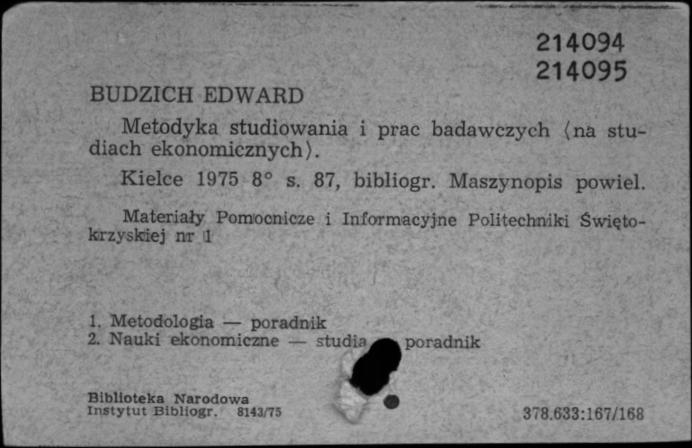 214094
214095
BUDZICH EDWARD
Metodyka studiowania i prac badawczych (na stu-
diach ekonomicznych).
Kielce 1975 8° s. 87, bibliogr. Maszynopis powiel.
Materiały Pomocnicze i Informacyjne Politechniki Święto-
krzyskiej nr 1
1. Metodologia — poradnik
2. Nauki ekonomiczne — studia poradnik
Biblioteka Narodowa
Instytut Bibliogr. 8143/75
378.633:167/168